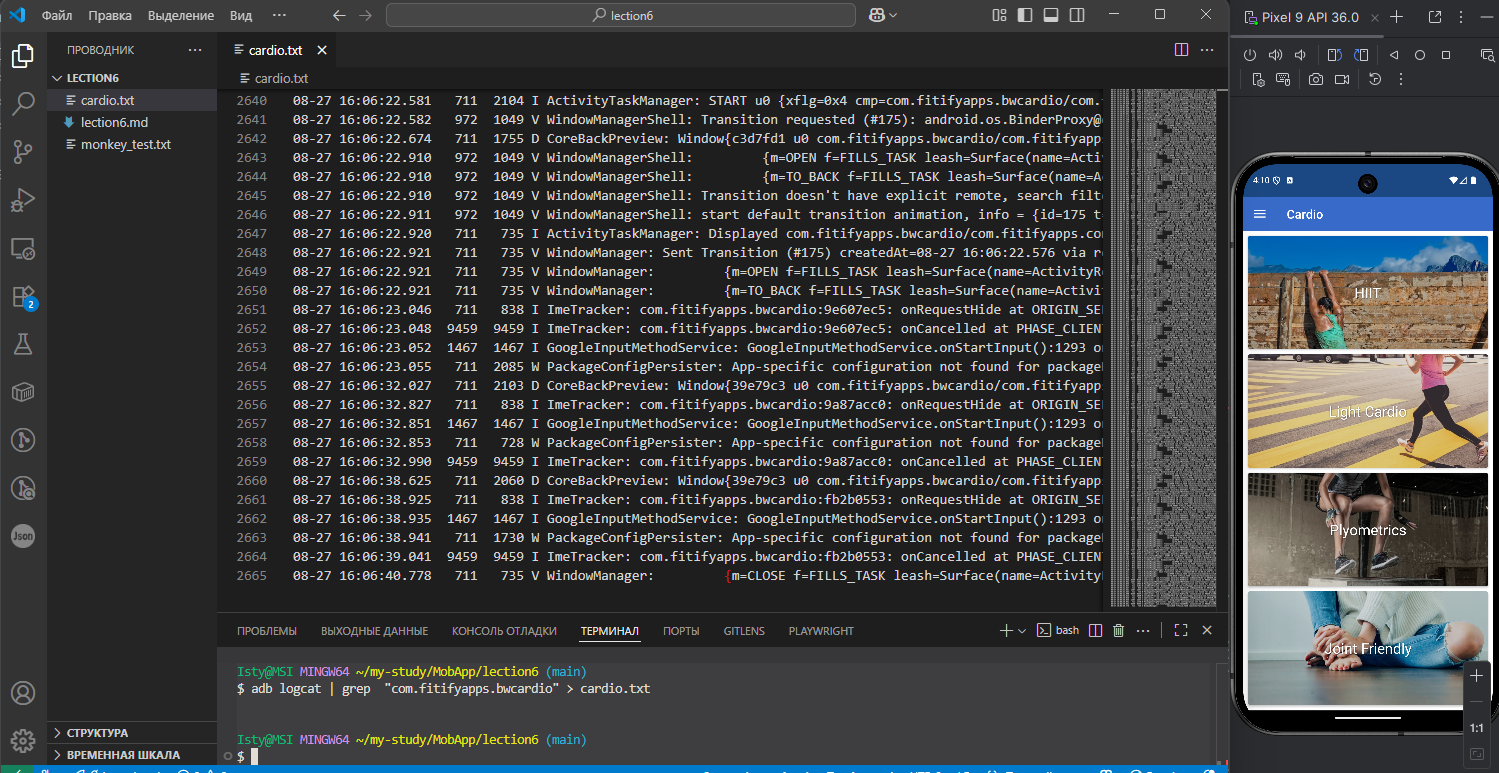 Файл Правка Выделение Вид ··· lection6
Pixel 9 API 36.0
ПРОВОДНИК ···
LECTION6
cardio.txt
lection6.md
monkey_test.txt
cardio.txt
cardio.txt
2640 08-27 16:06:22.581 711 2104 I ActivityTaskManager: START u0 {xflg=0x4 cmp=com.fitifyapps.bwcardio/com.
2641 08-27 16:06:22.582 972 1049 V WindowManagerShell: Transition requested (#175): android.os.BinderProxy@
2642 08-27 16:06:22.674 711 1755 D CoreBackPreview: Window{c3d7fd1 u0 com.fitifyapps.bwcardio/com.fitifyapps
2643 08-27 16:06:22.910 972 1049 V WindowManagerShell: {m=OPEN f=FILLS_TASK leash=Surface(name=Activ
2644 08-27 16:06:22.910 972 1049 V WindowManagerShell: {m=TO_BACK f=FILLS_TASK leash=Surface(name=A
2645 08-27 16:06:22.910 972 1049 V WindowManagerShell: Transition doesn't have explicit remote, search filt
2646 08-27 16:06:22.911 972 1049 V WindowManagerShell: start default transition animation, info = {id=175 t
2647 08-27 16:06:22.920 711 735 I ActivityTaskManager: Displayed com.fitifyapps.bwcardio/com.fitifyapps.co
2648 08-27 16:06:22.921 711 735 V WindowManager: Sent Transition (#175) createdAt=08-27 16:06:22.576 via r
2649 08-27 16:06:22.921 711 735 V WindowManager: {m=OPEN f=FILLS_TASK leash=Surface(name=ActivityR
2650 08-27 16:06:22.921 711 735 V WindowManager: {m=TO_BACK f=FILLS_TASK leash=Surface(name=Activ
2651 08-27 16:06:23.046 711 838 I ImeTracker: com.fitifyapps.bwcardio:9e607ec5: onRequestHide at ORIGIN_SE
2652 08-27 16:06:23.048 9459 9459 I ImeTracker: com.fitifyapps.bwcardio:9e607ec5: onCancelled at PHASE_CLIENT
2653 08-27 16:06:23.052 1467 1467 I GoogleInputMethodService: GoogleInputMethodService.onStartInput():1293 o
2654 08-27 16:06:23.055 711 2085 W PackageConfigPersister: App-specific configuration not found for package
2655 08-27 16:06:32.027 711 2103 D CoreBackPreview: Window{39e79c3 u0 com.fitifyapps.bwcardio/com.fitifyapps
2656 08-27 16:06:32.827 711 838 I ImeTracker: com.fitifyapps.bwcardio:9a87acc0: onRequestHide at ORIGIN_SE
2657 08-27 16:06:32.851 1467 1467 I GoogleInputMethodService: GoogleInputMethodService.onStartInput():1293 o
2658 08-27 16:06:32.853 711 728 W PackageConfigPersister: App-specific configuration not found for package
2659 08-27 16:06:32.990 9459 9459 I ImeTracker: com.fitifyapps.bwcardio:9a87acc0: onCancelled at PHASE_CLIENT
2660 08-27 16:06:38.625 711 2060 D CoreBackPreview: Window{39e79c3 u0 com.fitifyapps.bwcardio/com.fitifyapps
2661 08-27 16:06:38.925 711 838 I ImeTracker: com.fitifyapps.bwcardio:fb2b0553: onRequestHide at ORIGIN_SE
2662 08-27 16:06:38.935 1467 1467 I GoogleInputMethodService: GoogleInputMethodService.onStartInput():1293 o
2663 08-27 16:06:38.941 711 1730 W PackageConfigPersister: App-specific configuration not found for package
2664 08-27 16:06:39.041 9459 9459 I ImeTracker: com.fitifyapps.bwcardio:fb2b0553: onCancelled at PHASE_CLIENT
2665 08-27 16:06:40.778 711 735 V WindowManager: {m=CLOSE f=FILLS_TASK leash=Surface(name=Activity
2
Json
СТРУКТУРА
ВРЕМЕННАЯ ШКАЛА
ПРОБЛЕМЫ ВЫХОДНЫЕ ДАННЫЕ КОНСОЛЬ ОТЛАДКИ ТЕРМИНАЛ ПОРТЫ GITLENS PLAYWRIGHT bash
Isty@MSI MINGW64 ~/my-study/MobApp/lection6 (main)
$ adb logcat | grep "com.fitifyapps.bwcardio" > cardio.txt
Isty@MSI MINGW64 ~/my-study/MobApp/lection6 (main)
$
4:10
Cardio
HIIT
Light Cardio
Plyometrics
Joint Friendly
1:1